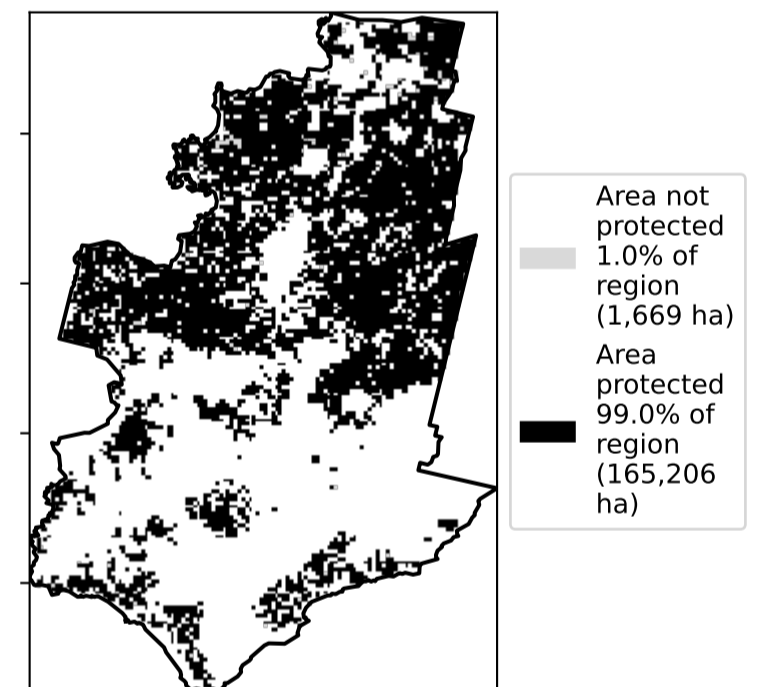 Area not
protected
1.0% of
region
(1,669 ha)
Area
protected
99.0% of
region
(165,206
ha)